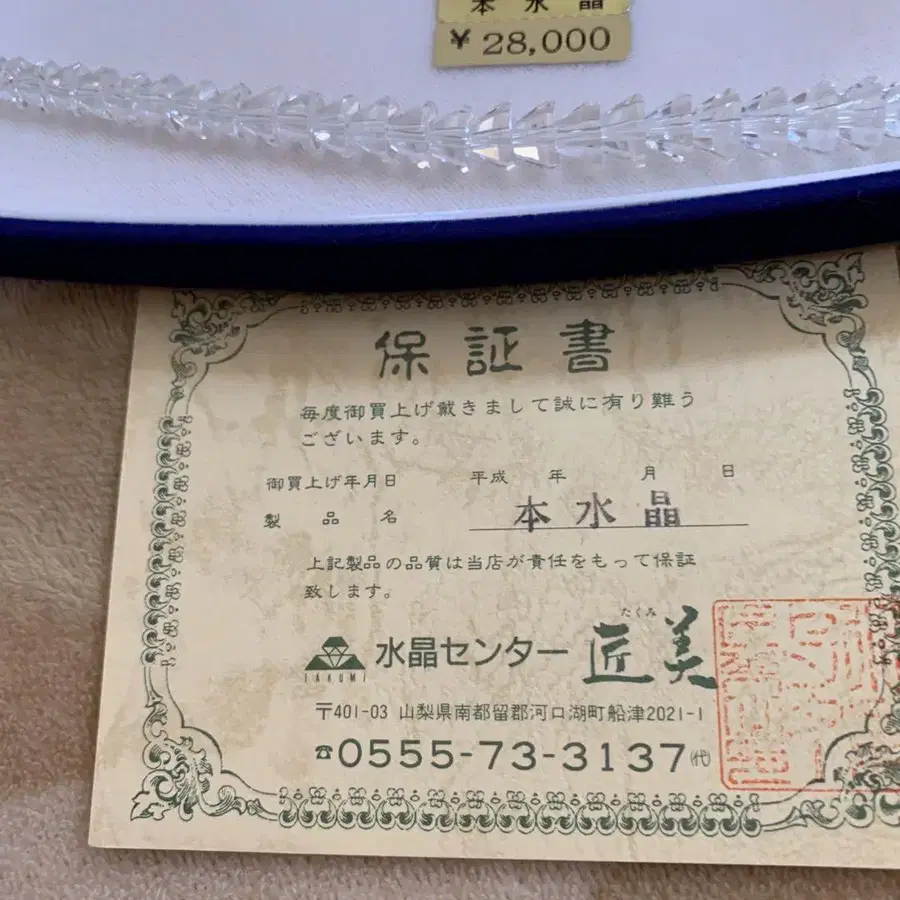 本水晶
¥28,000
保証書
毎度御買上げ戴きまして誠に有り難う
ございます。
御買上げ年月日 平成 年 月 日
製品名 本水晶
上記製品の品質は当店が責任をもって保証
致します。
たくみ
TAKUMI 水晶センター 匠美
〒401-03 山梨県南都留郡河口湖町船津2021-1
☎0555-73-3137㈹